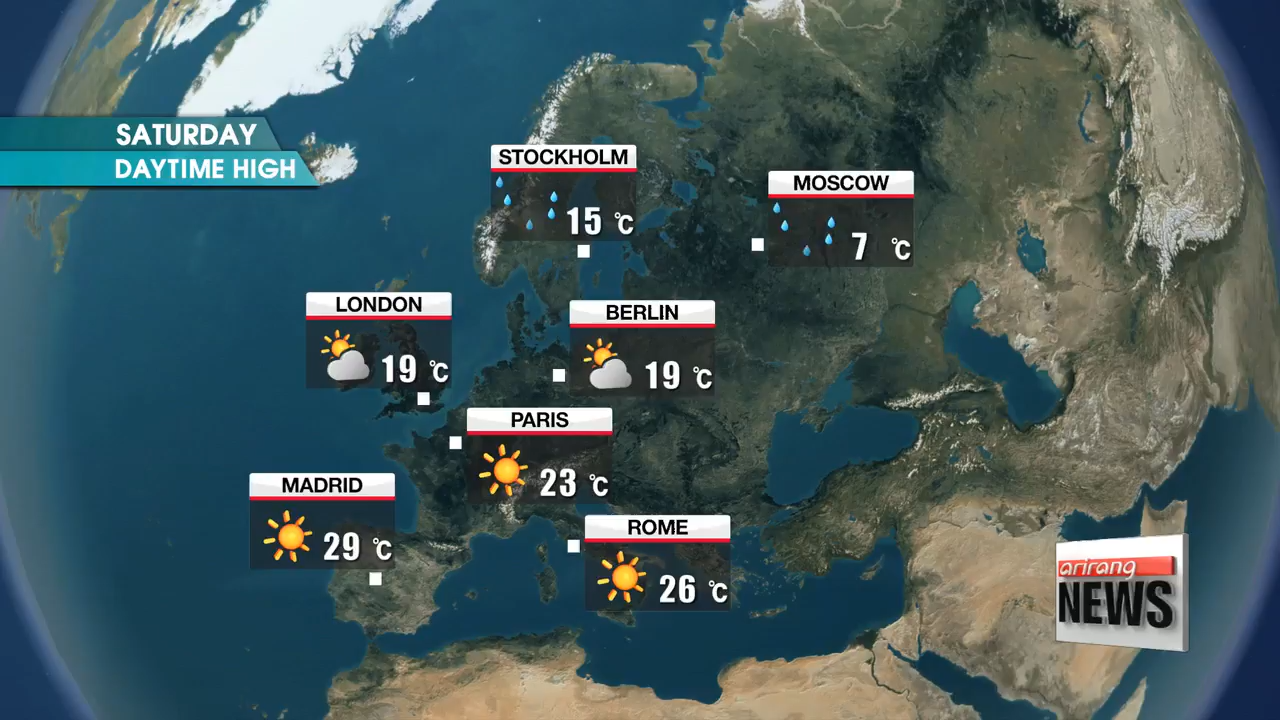 SATURDAY
DAYTIME HIGH
STOCKHOLM
15 °C
MOSCOW
7 °C
LONDON
19 °C
BERLIN
19 °C
PARIS
23 °C
MADRID
29 °C
ROME
26 °C
arirang
NEWS